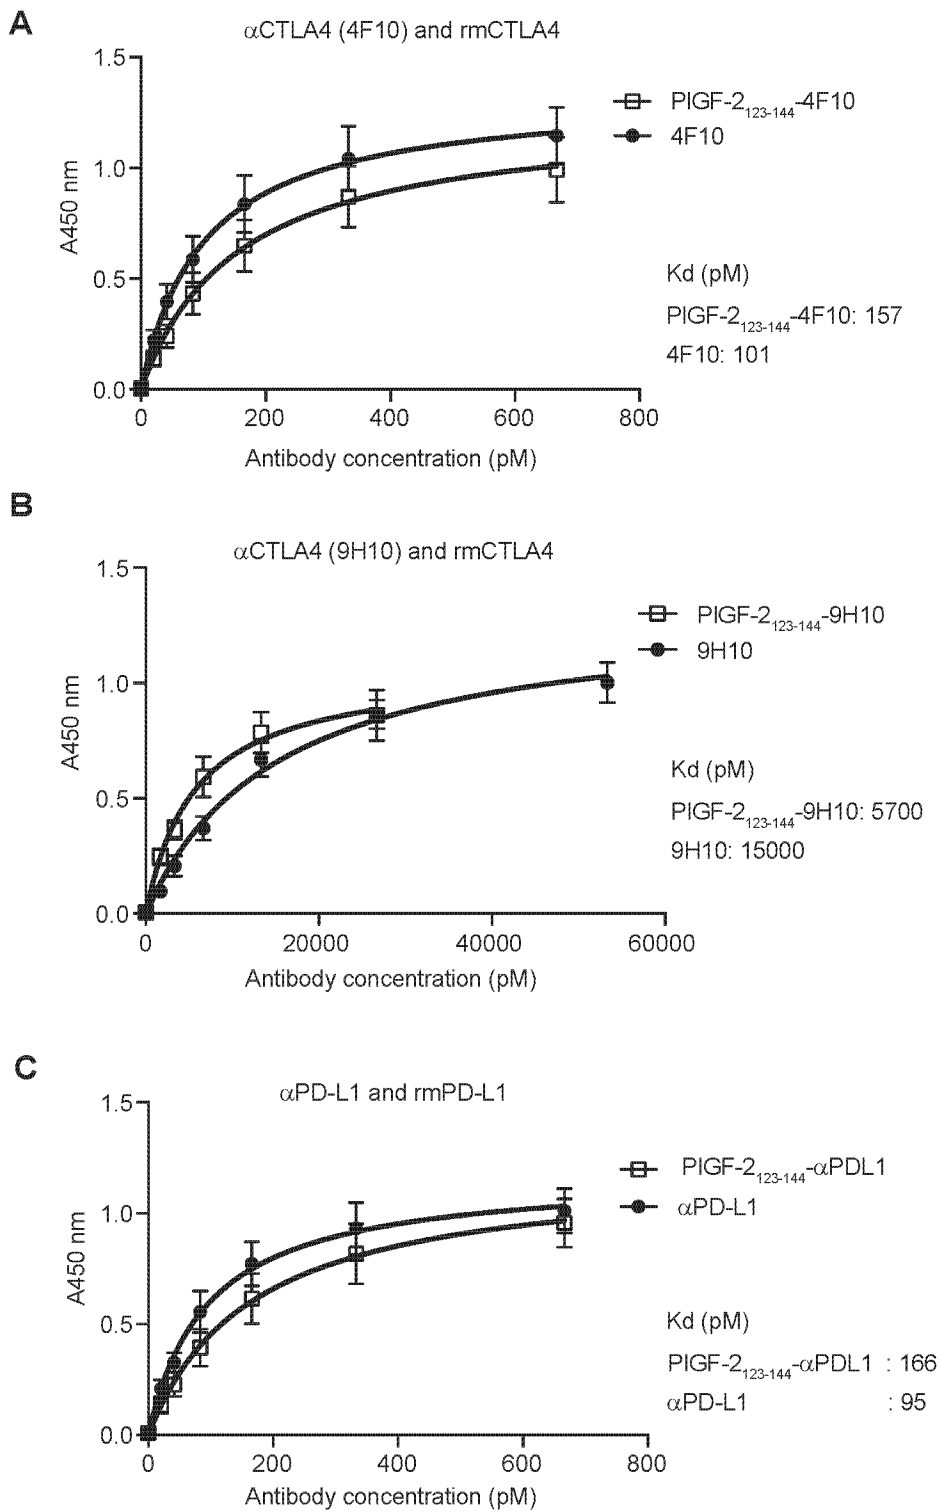 A
αCTLA4 (4F10) and rmCTLA4
1.5
1.0
0.5
0.0
A450 nm
0 200 400 600 800
Antibody concentration (pM)
PlGF-2123-144-4F10
4F10
Kd (pM)
PlGF-2123-144-4F10: 157
4F10: 101
B
αCTLA4 (9H10) and rmCTLA4
1.5
1.0
0.5
0.0
A450 nm
0 20000 40000 60000
Antibody concentration (pM)
PlGF-2123-144-9H10
9H10
Kd (pM)
PlGF-2123-144-9H10: 5700
9H10: 15000
C
αPD-L1 and rmPD-L1
1.5
1.0
0.5
0.0
A450 nm
0 200 400 600 800
Antibody concentration (pM)
PlGF-2123-144-αPDL1
αPD-L1
Kd (pM)
PlGF-2123-144-αPDL1 : 166
αPD-L1 : 95